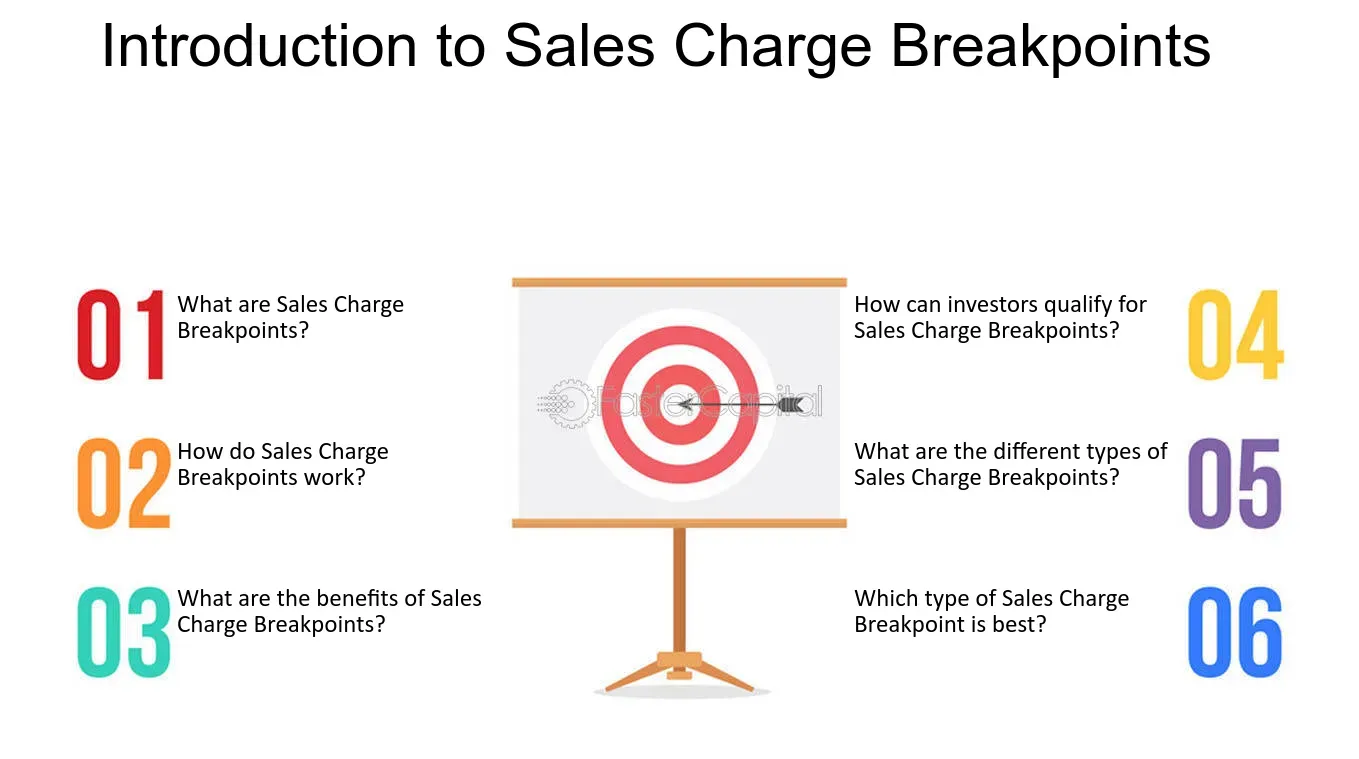 Introduction to Sales Charge Breakpoints
01
What are Sales Charge
Breakpoints?
02
How do Sales Charge
Breakpoints work?
03
What are the benefits of Sales
Charge Breakpoints?
FasterCapital
How can investors qualify for
Sales Charge Breakpoints?
04
What are the different types of
Sales Charge Breakpoints?
05
Which type of Sales Charge
Breakpoint is best?
06